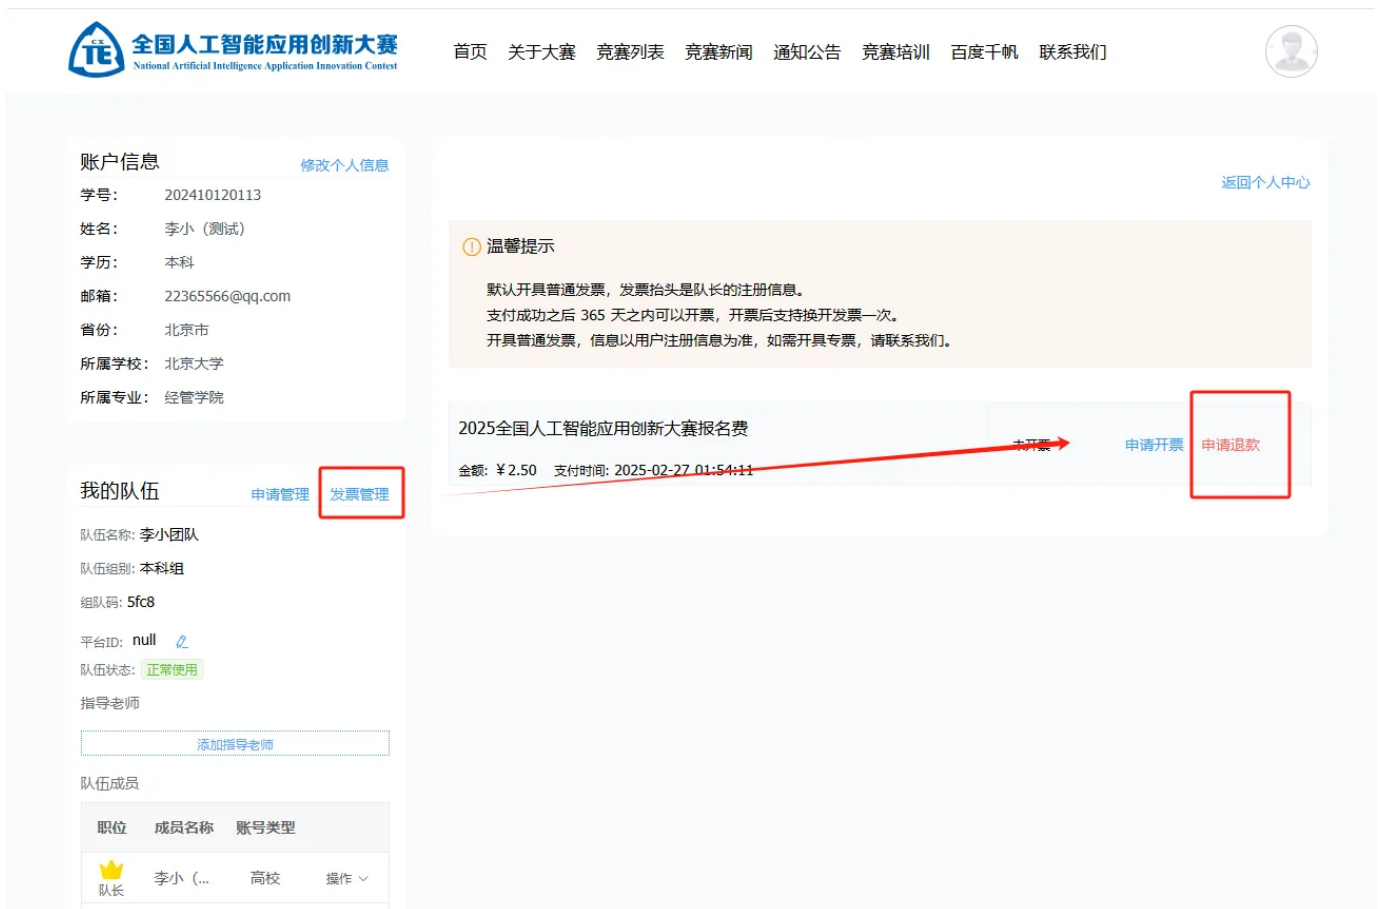 CS
TE
全国人工智能应用创新大赛
National Artificial Intelligence Application Innovation Contest
首页 关于大赛 竞赛列表 竞赛新闻 通知公告 竞赛培训 百度千帆 联系我们
账户信息 修改个人信息
学号： 202410120113
姓名： 李小（测试）
学历： 本科
邮箱： 22365566@qq.com
省份： 北京市
所属学校： 北京大学
所属专业： 经管学院
我的队伍 申请管理 发票管理
队伍名称: 李小团队
队伍组别: 本科组
组队码: 5fc8
平台ID: null
队伍状态: 正常使用
指导老师
添加指导老师
队伍成员
职位 成员名称 账号类型
队长 李小（... 高校 操作
返回个人中心
温馨提示
默认开具普通发票，发票抬头是队长的注册信息。
支付成功之后 365 天之内可以开票，开票后支持换开发票一次。
开具普通发票，信息以用户注册信息为准，如需开具专票，请联系我们。
2025全国人工智能应用创新大赛报名费
金额: ￥2.50 支付时间: 2025-02-27 01:54:11
未开票
申请开票 申请退款